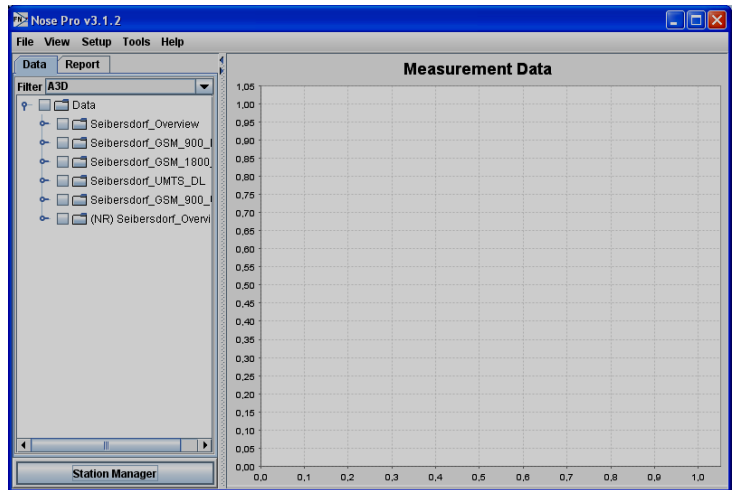 Nose Pro v3.1.2
File View Setup Tools Help
Data Report
Filter A3D
Data
Seibersdorf_Overview
Seibersdorf_GSM_900_
Seibersdorf_GSM_1800_
Seibersdorf_UMTS_DL
Seibersdorf_GSM_900_
(NR) Seibersdorf_Overvi
Station Manager
Measurement Data
1,05
1,00
0,95
0,90
0,85
0,80
0,75
0,70
0,65
0,60
0,55
0,50
0,45
0,40
0,35
0,30
0,25
0,20
0,15
0,10
0,05
0,00
0,0 0,1 0,2 0,3 0,4 0,5 0,6 0,7 0,8 0,9 1,0